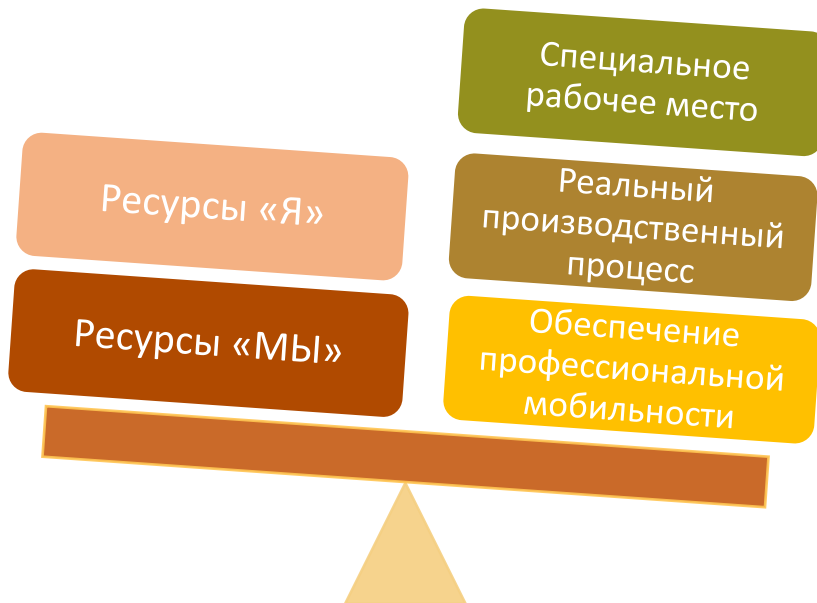 Специальное
рабочее место
Ресурсы «Я»
Реальный
производственный
процесс
Ресурсы «МЫ»
Обеспечение
профессиональной
мобильности